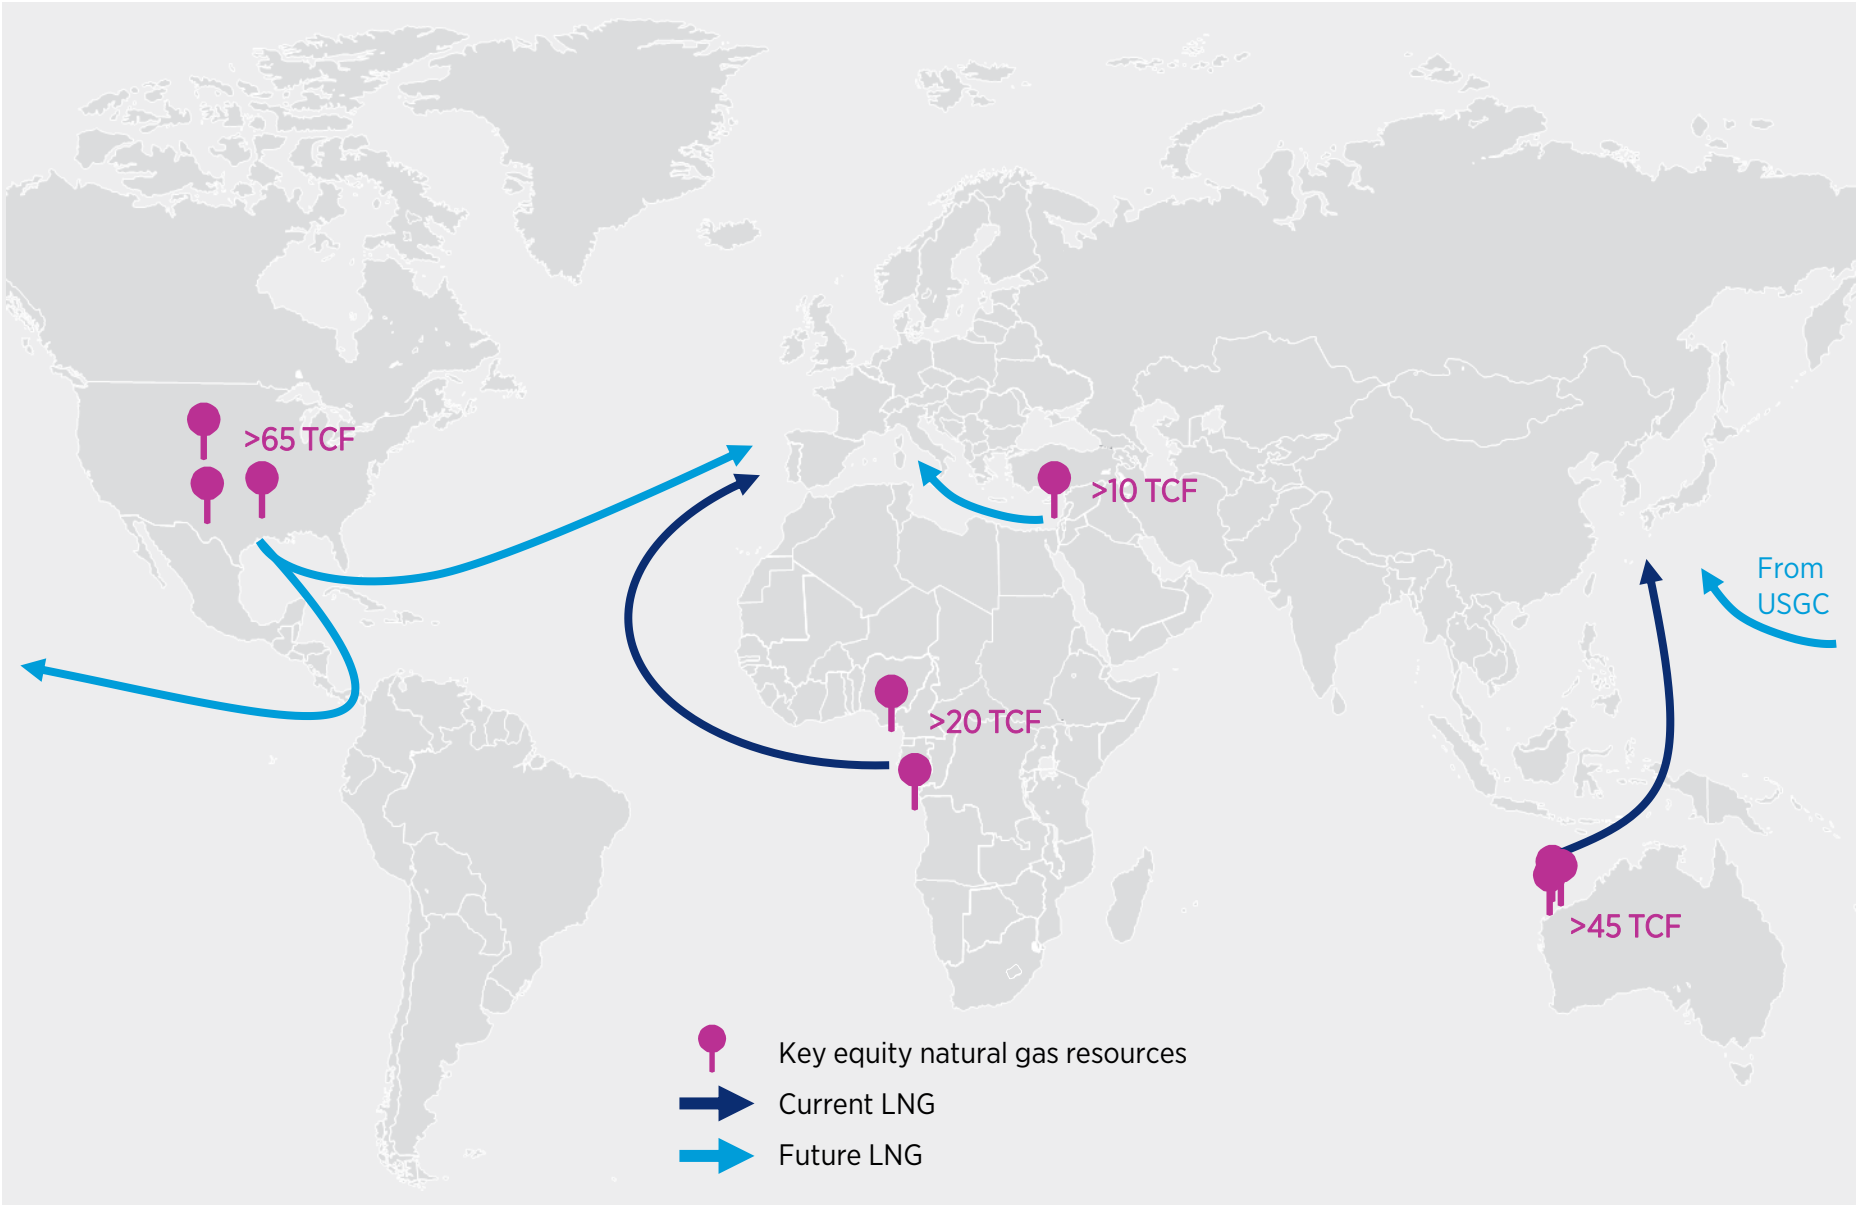 >65 TCF
>10 TCF
From
USGC
>20 TCF
>45 TCF
Key equity natural gas resources
Current LNG
Future LNG